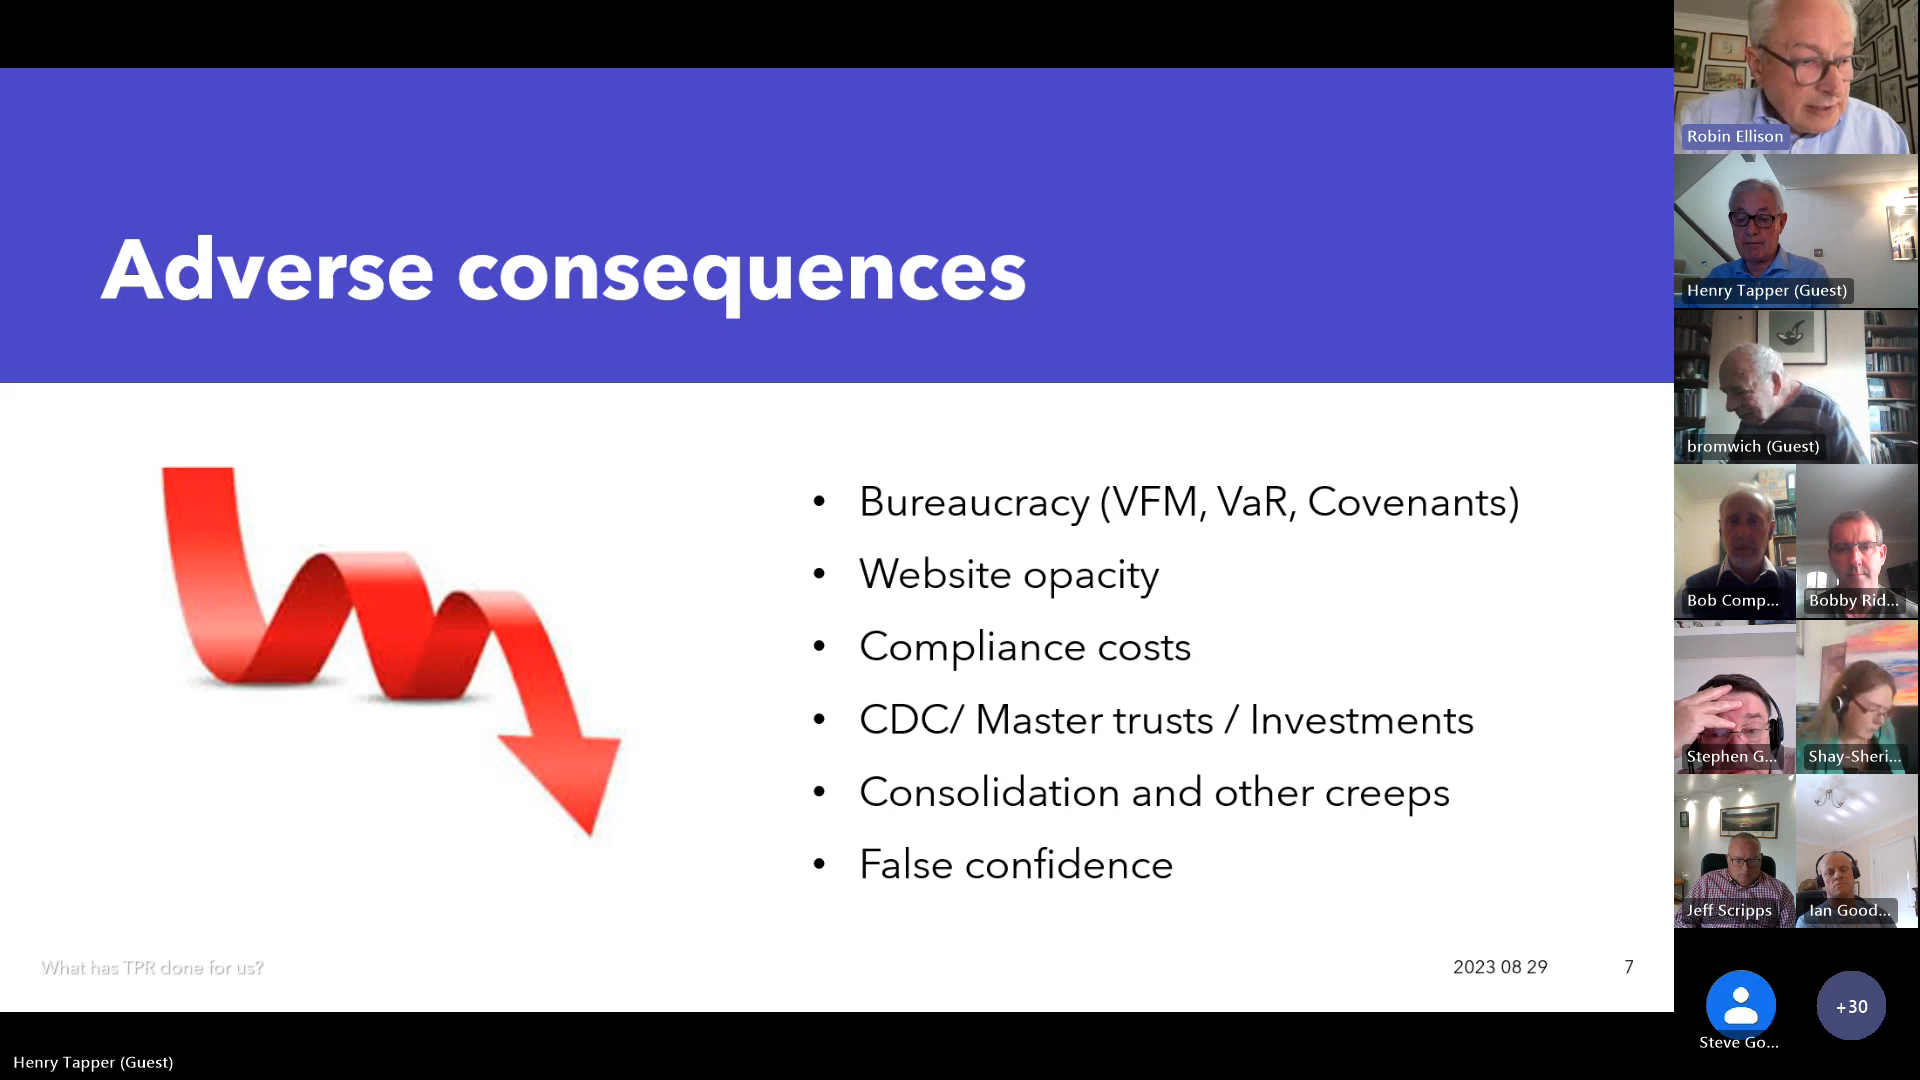 Adverse consequences
• Bureaucracy (VFM, VaR, Covenants)
• Website opacity
• Compliance costs
• CDC/ Master trusts / Investments
• Consolidation and other creeps
• False confidence
What has TPR done for us?
2023 08 29
7
Henry Tapper (Guest)
Robin Ellison
Henry Tapper (Guest)
bromwich (Guest)
Bob Comp...
Bobby Rid...
Stephen G...
Shay-Sheri...
Jeff Scripps
Ian Good...
Steve Go...
+30